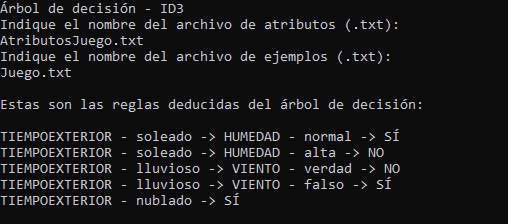 Árbol de decisión - ID3
Indique el nombre del archivo de atributos (.txt):
AtributosJuego.txt
Indique el nombre del archivo de ejemplos (.txt):
Juego.txt
Estas son las reglas deducidas del árbol de decisión:
TIEMPOEXTERIOR - soleado -> HUMEDAD - normal -> SÍ
TIEMPOEXTERIOR - soleado -> HUMEDAD - alta -> NO
TIEMPOEXTERIOR - lluvioso -> VIENTO - verdad -> NO
TIEMPOEXTERIOR - lluvioso -> VIENTO - falso -> SÍ
TIEMPOEXTERIOR - nublado -> SÍ